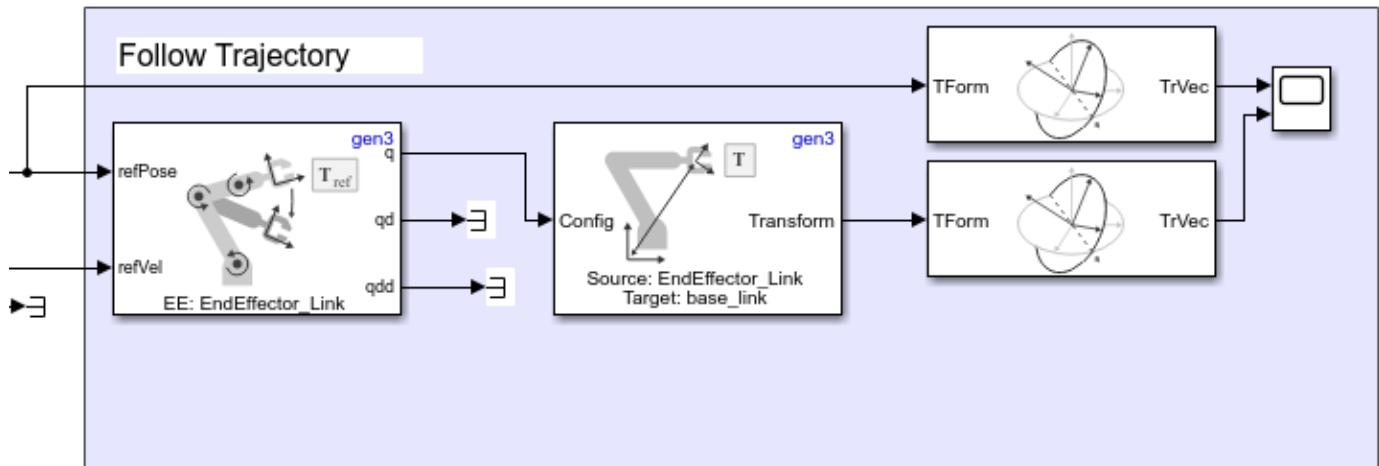 Follow Trajectory
TForm
TrVec
gen3
q
refPose
T ref
qd
refVel
qdd
EE: EndEffector_Link
gen3
T
Config
Transform
Source: EndEffector_Link
Target: base_link
TForm
TrVec